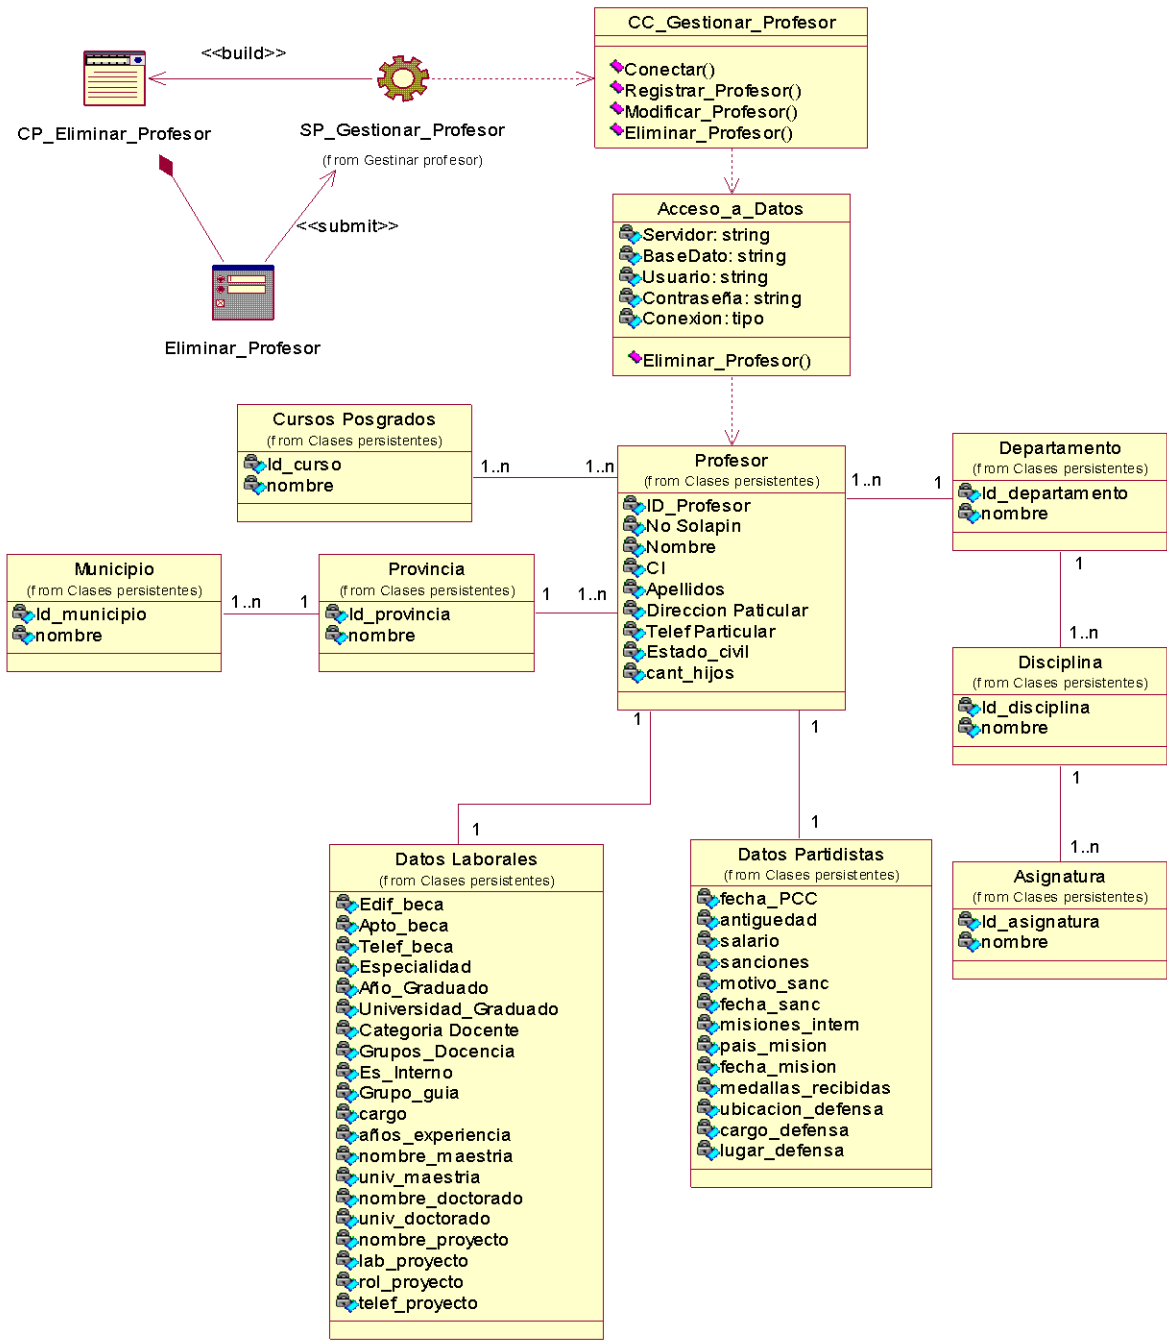 <<build>>
CP_Eliminar_Profesor
SP_Gestionar_Profesor
(from Gestinar profesor)
<<submit>>
Eliminar_Profesor
CC_Gestionar_Profesor
Conectar()
Registrar_Profesor()
Modificar_Profesor()
Eliminar_Profesor()
Acceso_a_Datos
Servidor: string
BaseDato: string
Usuario: string
Contraseña: string
Conexion: tipo
Eliminar_Profesor()
Cursos Posgrados
(from Clases persistentes)
Id_curso
nombre
1..n
1..n
Profesor
(from Clases persistentes)
ID_Profesor
No Solapin
Nombre
CI
Apellidos
Direccion Paticular
Telef Particular
Estado_civil
cant_hijos
1..n
1
Departamento
(from Clases persistentes)
Id_departamento
nombre
Municipio
(from Clases persistentes)
Id_municipio
nombre
1..n
1
Provincia
(from Clases persistentes)
Id_provincia
nombre
1
1..n
1
1..n
Disciplina
(from Clases persistentes)
Id_disciplina
nombre
1
1..n
Asignatura
(from Clases persistentes)
Id_asignatura
nombre
1
1
Datos Laborales
(from Clases persistentes)
Edif_beca
Apto_beca
Telef_beca
Especialidad
Año_Graduado
Universidad_Graduado
Categoria Docente
Grupos_Docencia
Es_Interno
Grupo_guia
cargo
años_experiencia
nombre_maestria
univ_maestria
nombre_doctorado
univ_doctorado
nombre_proyecto
lab_proyecto
rol_proyecto
telef_proyecto
1
1
Datos Partidistas
(from Clases persistentes)
fecha_PCC
antiguedad
salario
sanciones
motivo_sanc
fecha_sanc
misiones_intern
pais_mision
fecha_mision
medallas_recibidas
ubicacion_defensa
cargo_defensa
lugar_defensa